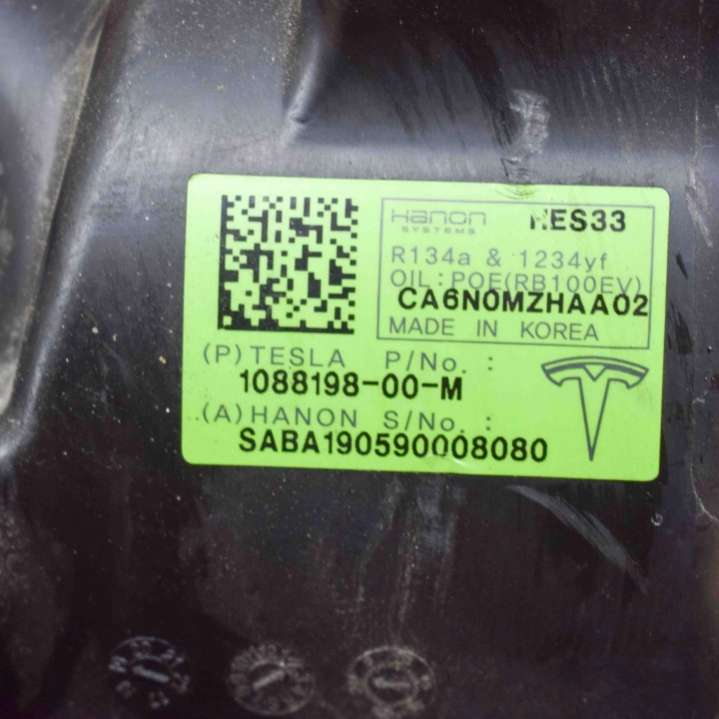 Hanon
SYSTEMS
HES33
R134a & 1234yf
OIL:POE(RB100EV)
CA6N0MZHAA02
MADE IN KOREA
(P)TESLA P/No. :
1088198-00-M
(A)HANON S/No. :
SABA190590008080